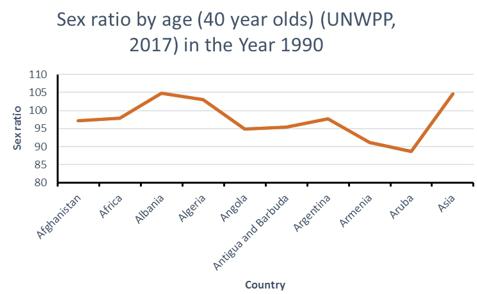 Sex ratio by age (40 year olds) (UNWPP,
2017) in the Year 1990
110
105
100
95
90
85
80
Sex ratio
Afghanistan
Africa
Albania
Algeria
Angola
Antigua and Barbuda
Argentina
Armenia
Aruba
Asia
Country